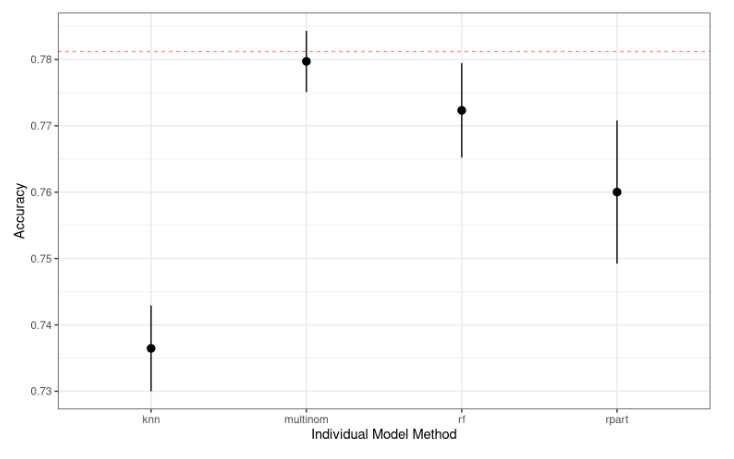 0.78
0.77
0.76
0.75
0.74
0.73
Accuracy
knn multinom rf rpart
Individual Model Method